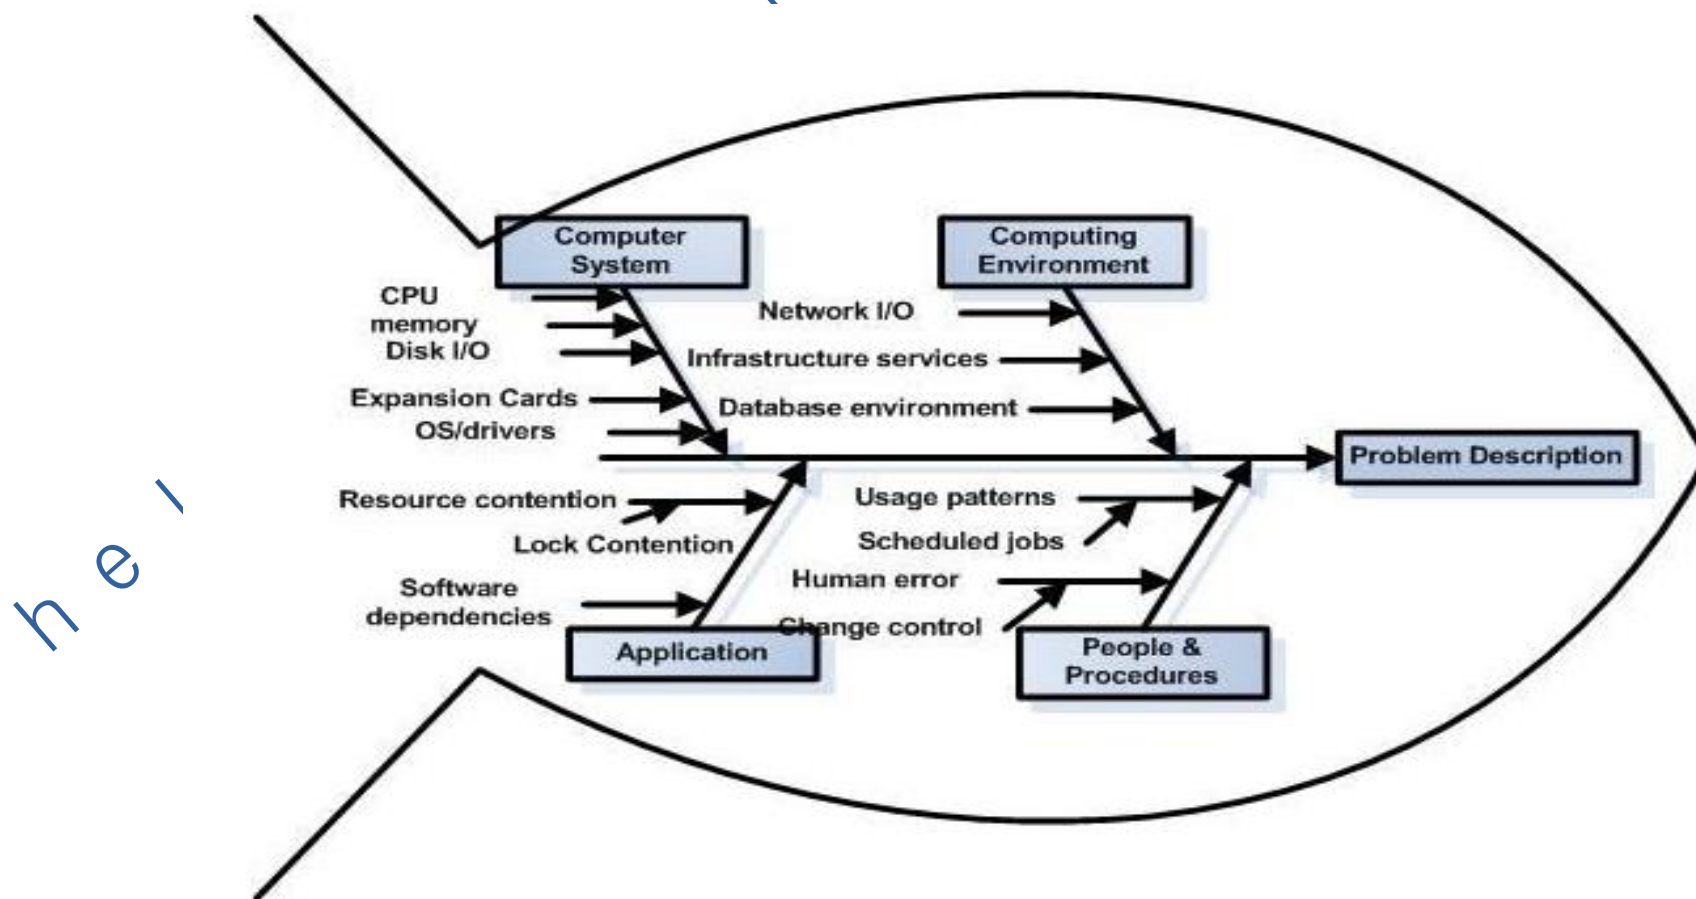 Computer
System
Computing
Environment
CPU
memory
Disk I/O
Expansion Cards
OS/drivers
Network I/O
Infrastructure services
Database environment
Problem Description
Resource contention
Lock Contention
Software
dependencies
Application
Usage patterns
Scheduled jobs
Human error
Change control
People &
Procedures
h e